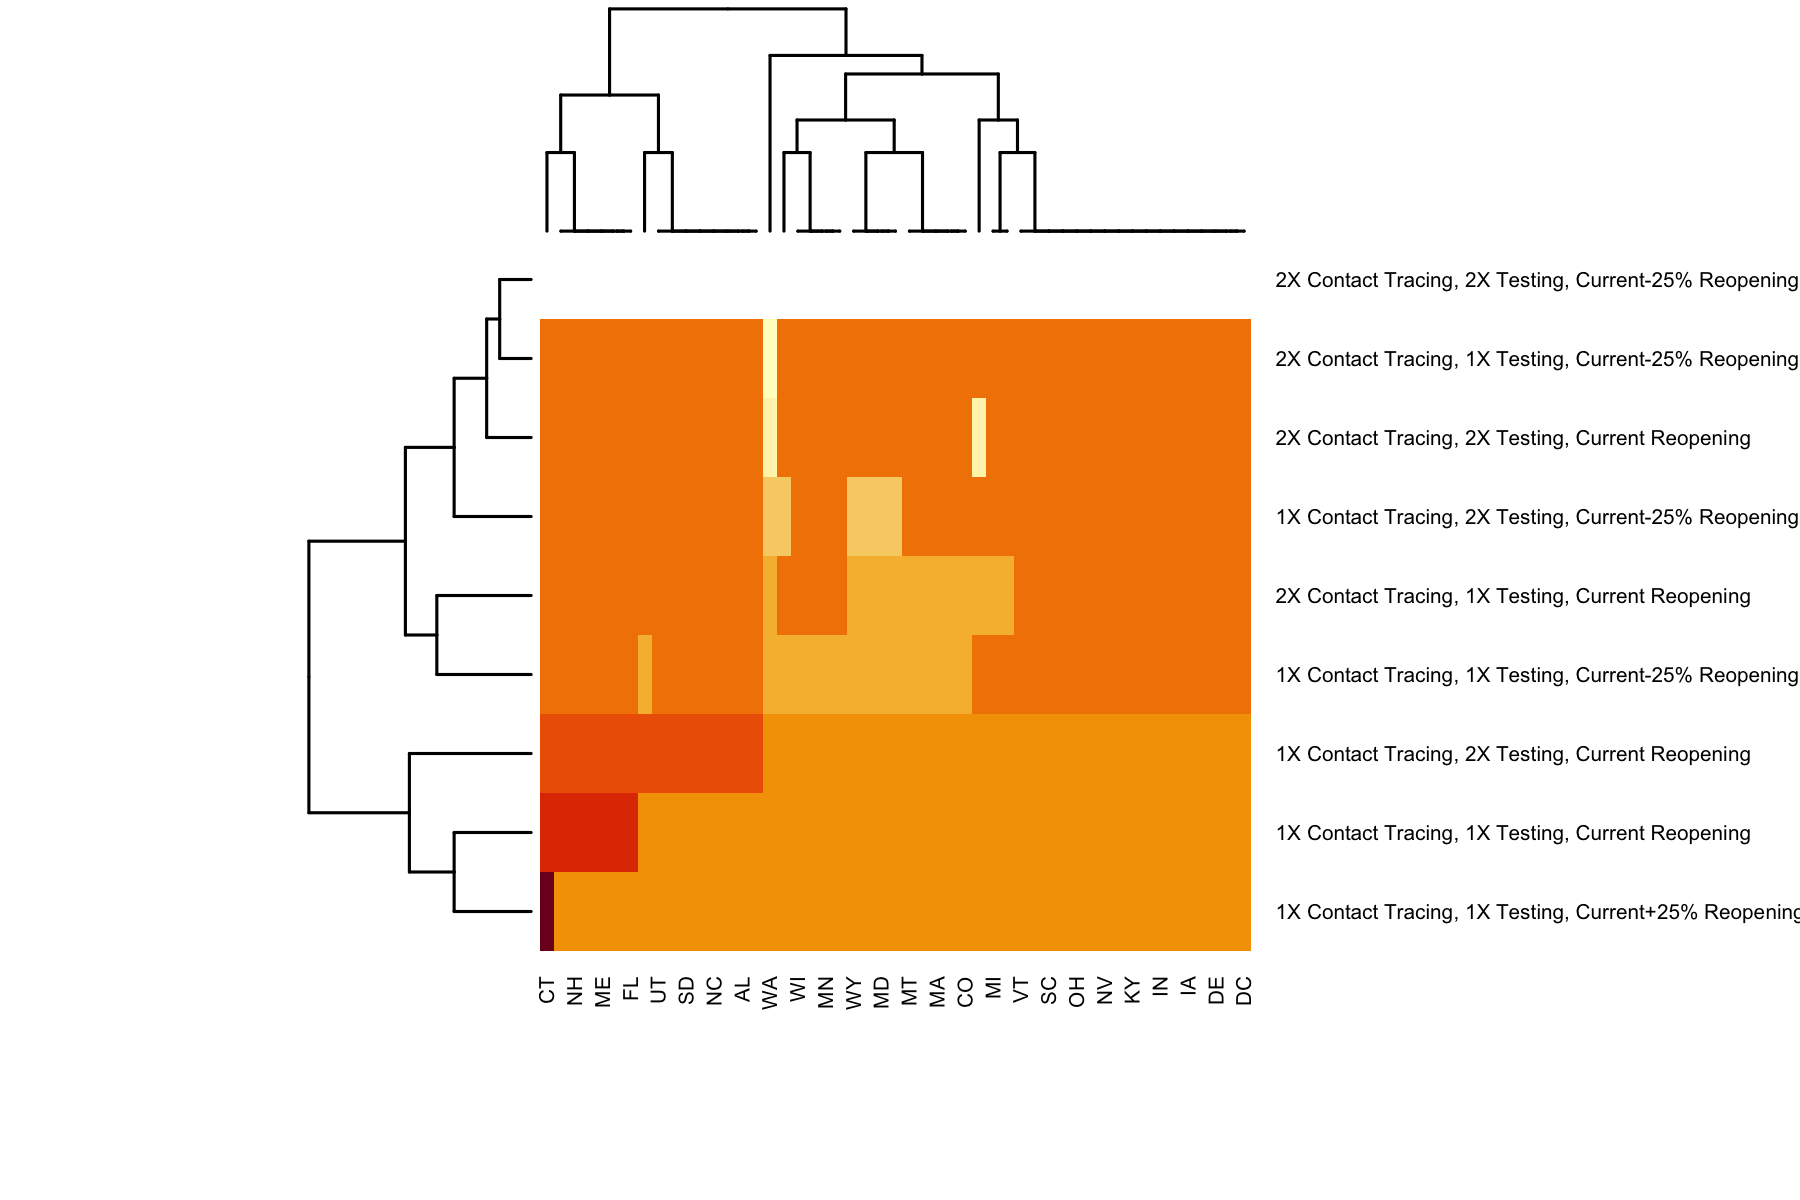 2X Contact Tracing, 2X Testing, Current-25% Reopening
2X Contact Tracing, 1X Testing, Current-25% Reopening
2X Contact Tracing, 2X Testing, Current Reopening
1X Contact Tracing, 2X Testing, Current-25% Reopening
2X Contact Tracing, 1X Testing, Current Reopening
1X Contact Tracing, 1X Testing, Current-25% Reopening
1X Contact Tracing, 2X Testing, Current Reopening
1X Contact Tracing, 1X Testing, Current Reopening
1X Contact Tracing, 1X Testing, Current+25% Reopening
CT
NH
ME
FL
UT
SD
NC
AL
WA
WI
MN
WY
MD
MT
MA
CO
MI
VT
SC
OH
NV
KY
IN
IA
DE
DC